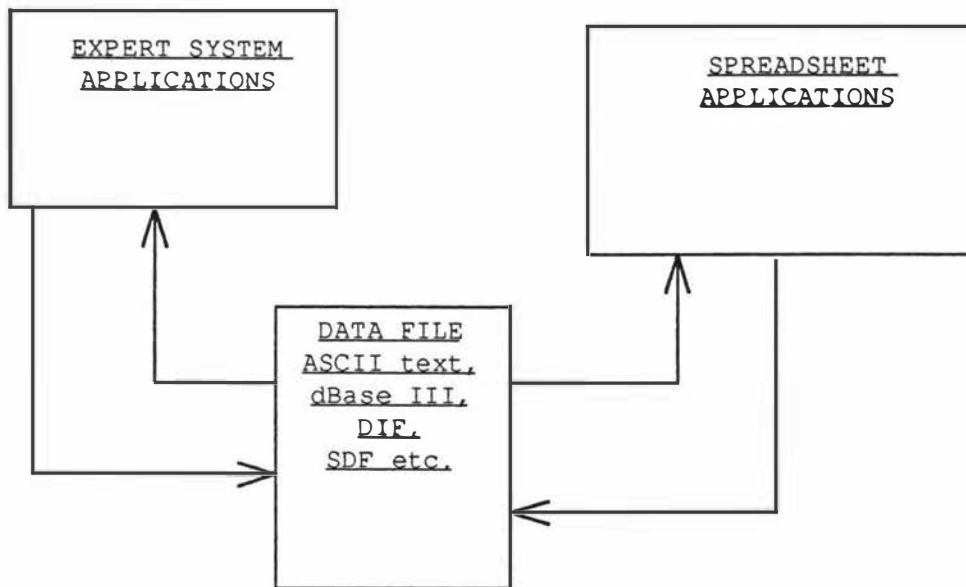 EXPERT SYSTEM
APPLICATIONS
SPREADSHEET
APPLICATIONS
DATA FILE
ASCII text,
dBase III,
DIF,
SDF etc.